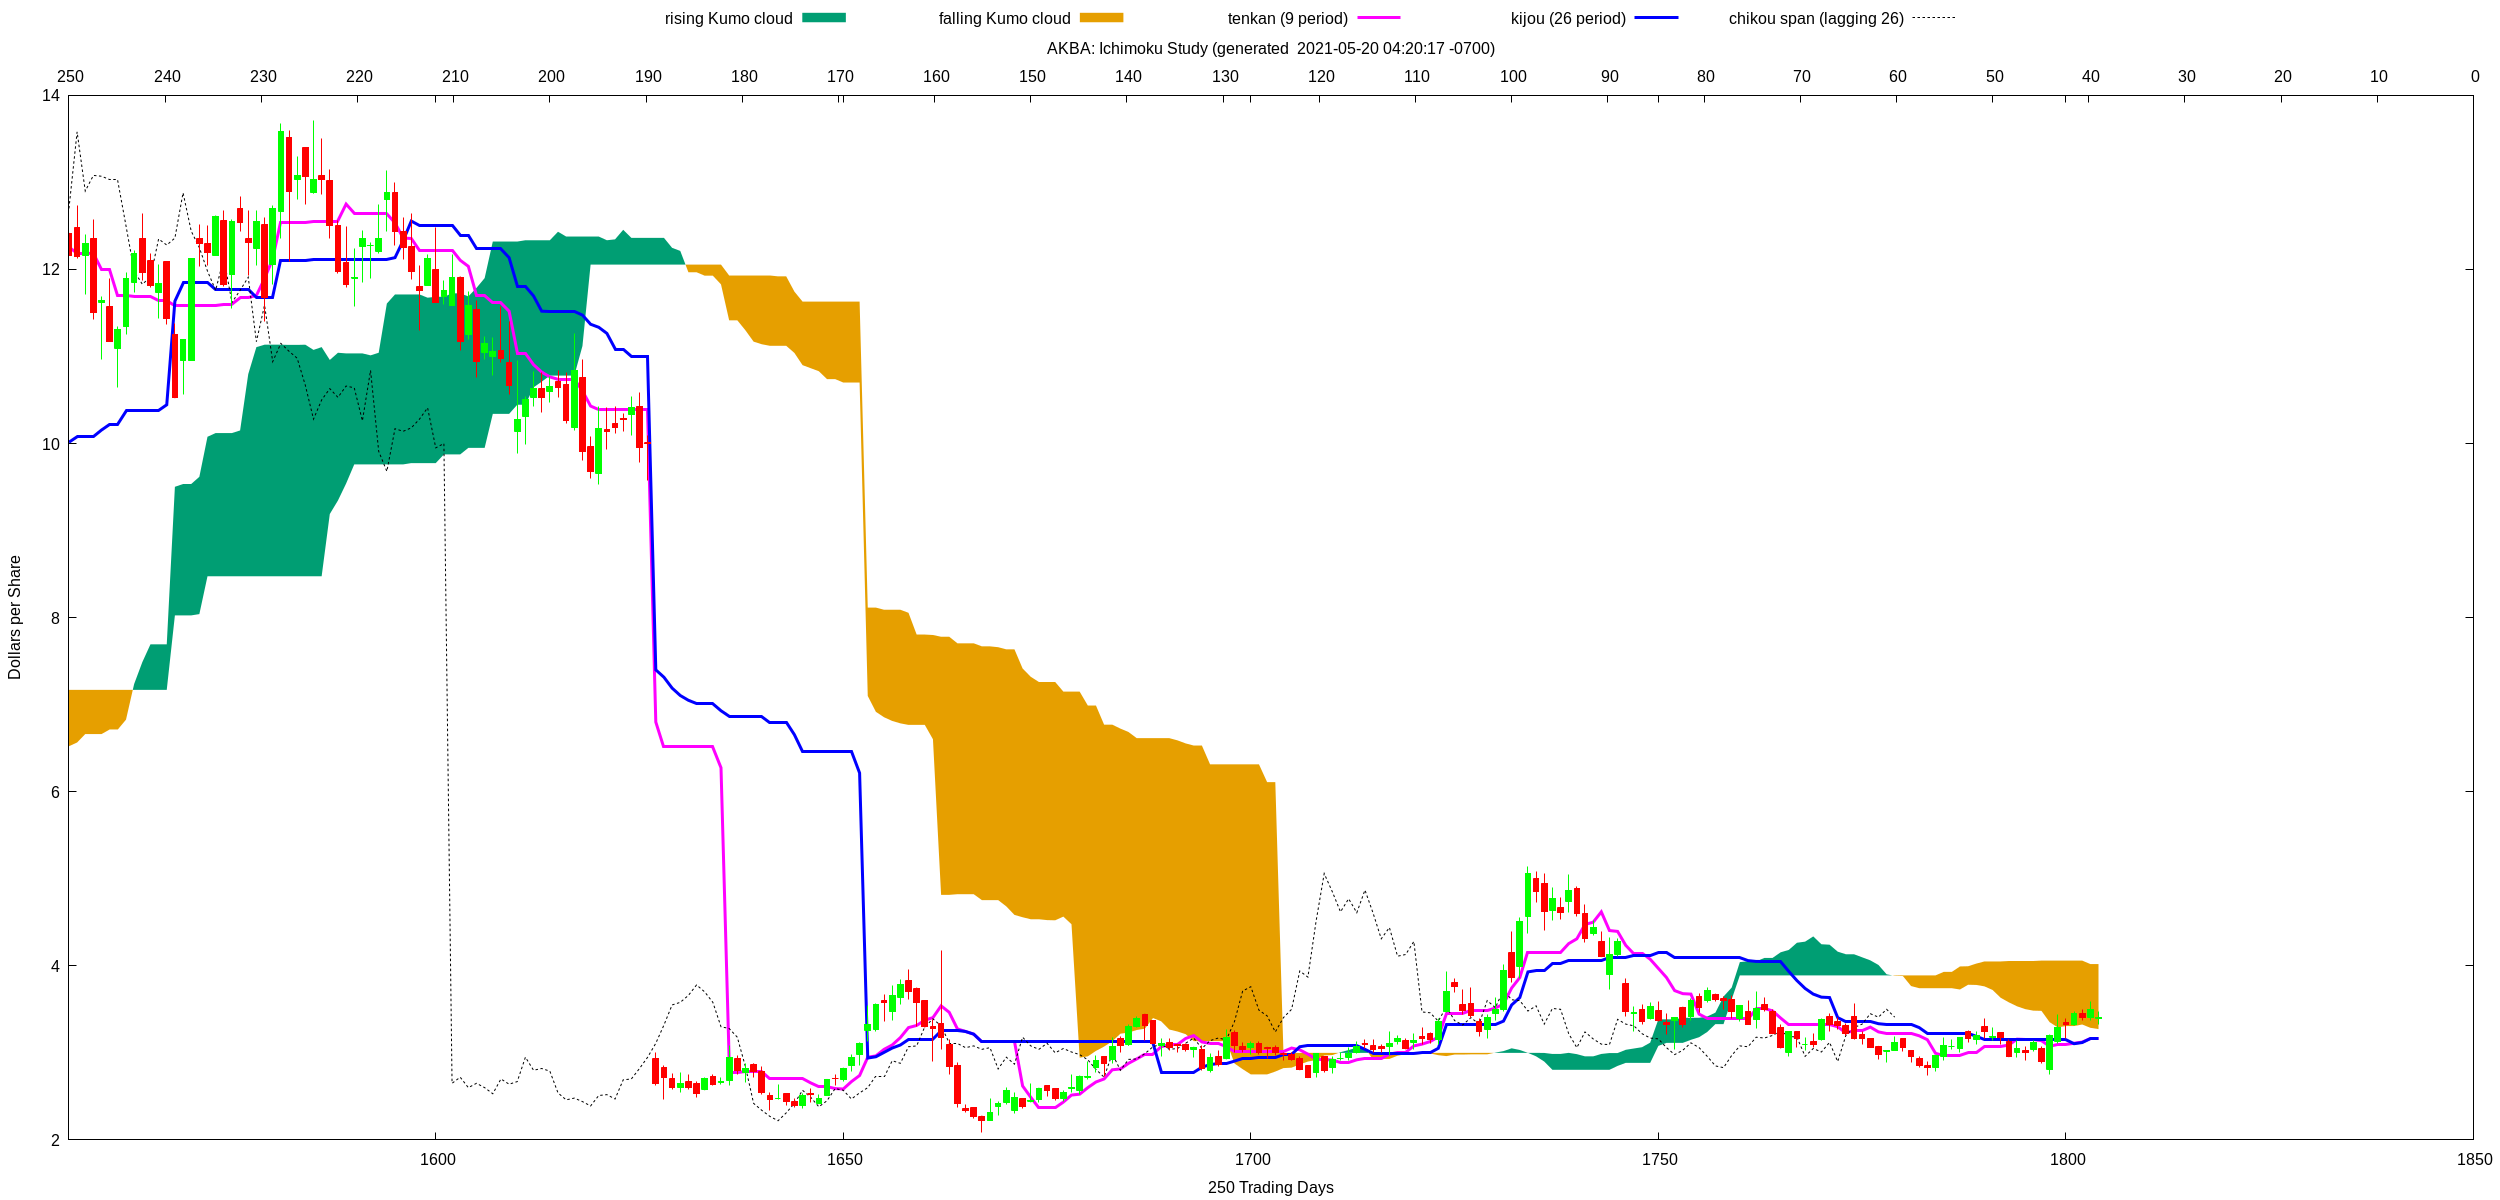 rising Kumo cloud falling Kumo cloud tenkan (9 period) kijou (26 period) chikou span (lagging 26)
AKBA: Ichimoku Study (generated  2021-05-20 04:20:17 -0700)
250 240 230 220 210 200 190 180 170 160 150 140 130 120 110 100 90 80 70 60 50 40 30 20 10 0
14
12
10
8
6
4
2
Dollars per Share
1600 1650 1700 1750 1800 1850
250 Trading Days